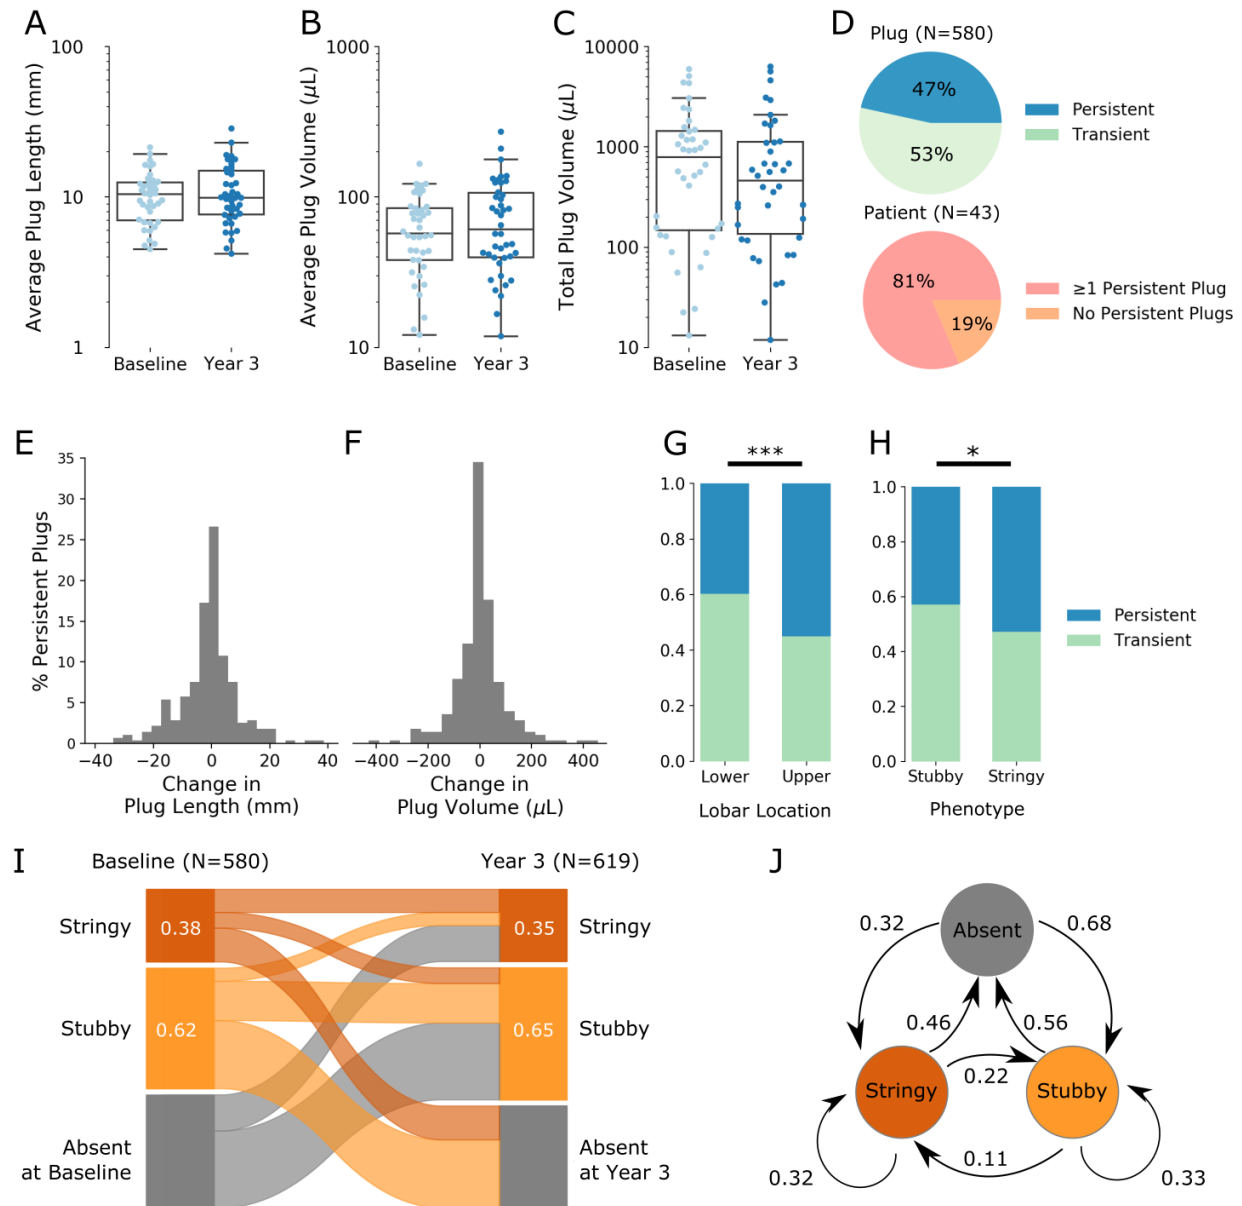 A
Average Plug Length (mm)
100
10
1
Baseline
Year 3
B
Average Plug Volume (μL)
1000
100
10
Baseline
Year 3
C
Total Plug Volume (μL)
10000
1000
100
10
Baseline
Year 3
D
Plug (N=580)
47%
53%
Persistent
Transient
Patient (N=43)
81%
19%
≥1 Persistent Plug
No Persistent Plugs
E
% Persistent Plugs
35
30
25
20
15
10
5
0
−40
−20
0
20
40
Change in
Plug Length (mm)
F
−400
−200
0
200
400
Change in
Plug Volume (μL)
G
***
1.0
0.8
0.6
0.4
0.2
0.0
Lower
Upper
Lobar Location
H
*
1.0
0.8
0.6
0.4
0.2
0.0
Stubby
Stringy
Phenotype
Persistent
Transient
I
Baseline (N=580)
Year 3 (N=619)
Stringy
0.38
0.35
Stringy
Stubby
0.62
0.65
Stubby
Absent
at Baseline
Absent
at Year 3
J
Absent
0.32
0.68
0.46
0.56
Stringy
0.22
Stubby
0.11
0.32
0.33